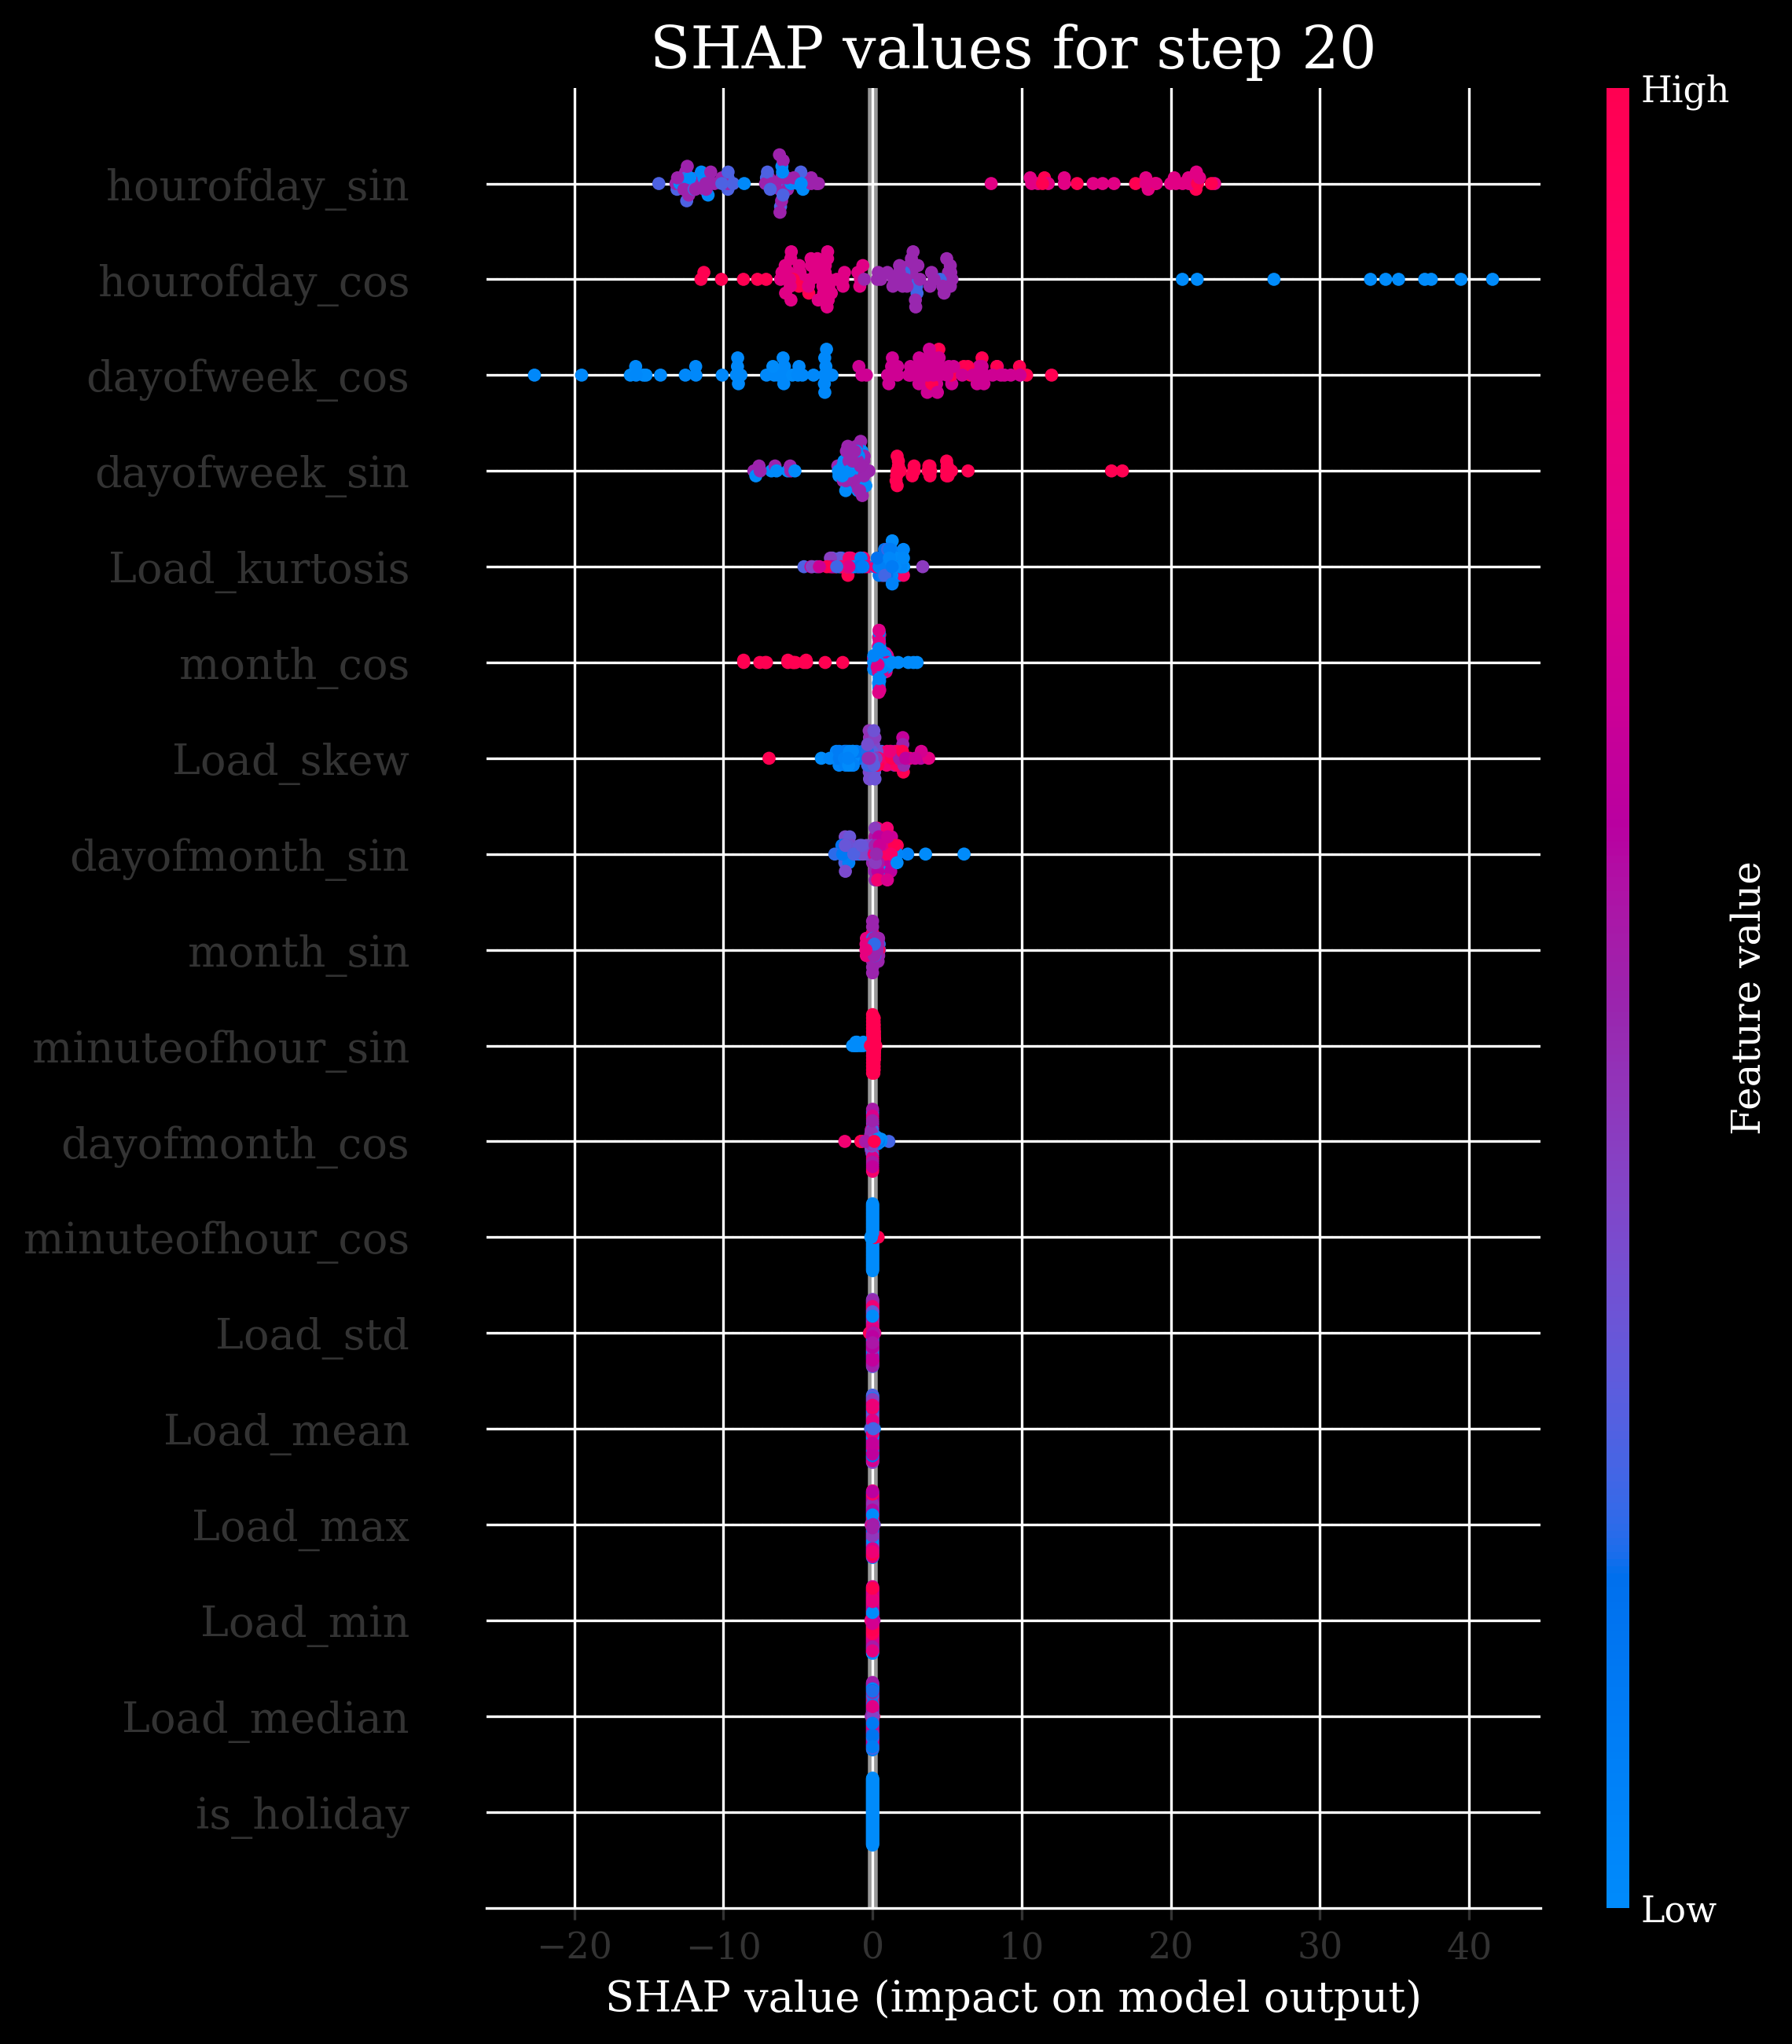 SHAP values for step 20
High
hourofday_sin
hourofday_cos
dayofweek_cos
dayofweek_sin
Load_kurtosis
month_cos
Load_skew
dayofmonth_sin
month_sin
minuteofhour_sin
dayofmonth_cos
minuteofhour_cos
Load_std
Load_mean
Load_max
Load_min
Load_median
is_holiday
Feature value
Low
−20 −10 0 10 20 30 40
SHAP value (impact on model output)